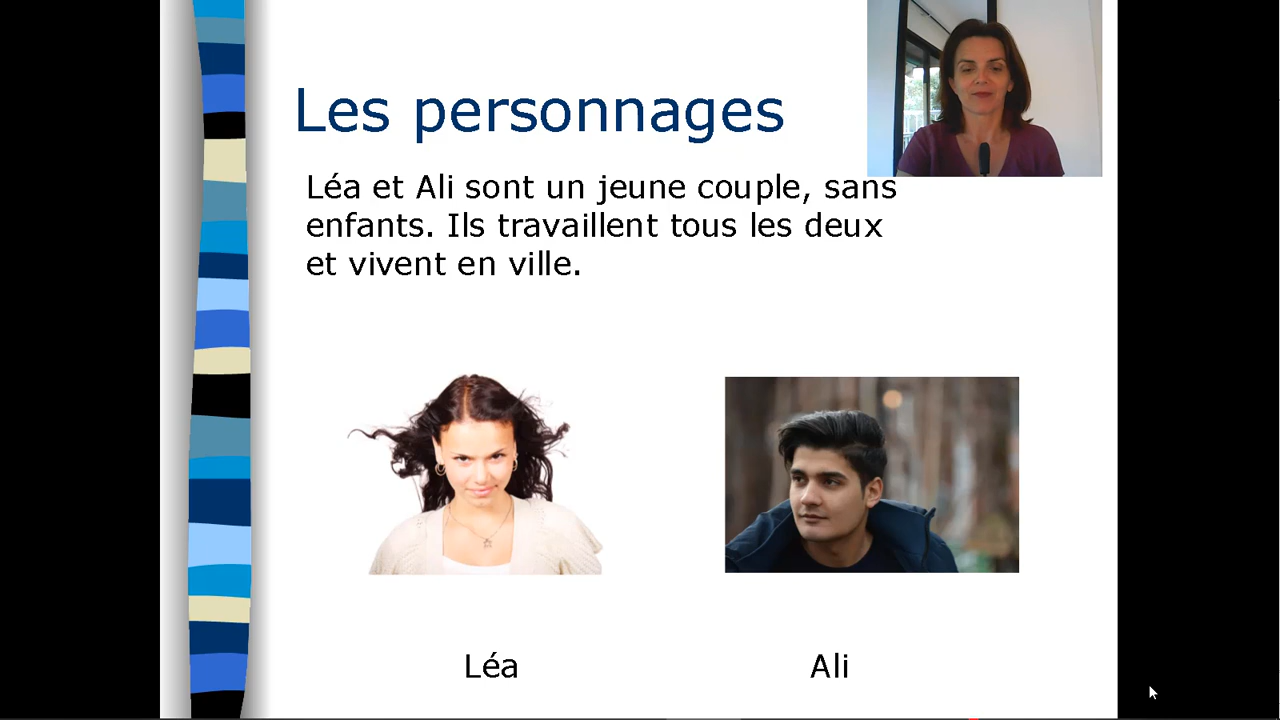 Les personnages
Léa et Ali sont un jeune couple, sans
enfants. Ils travaillent tous les deux
et vivent en ville.
Léa
Ali